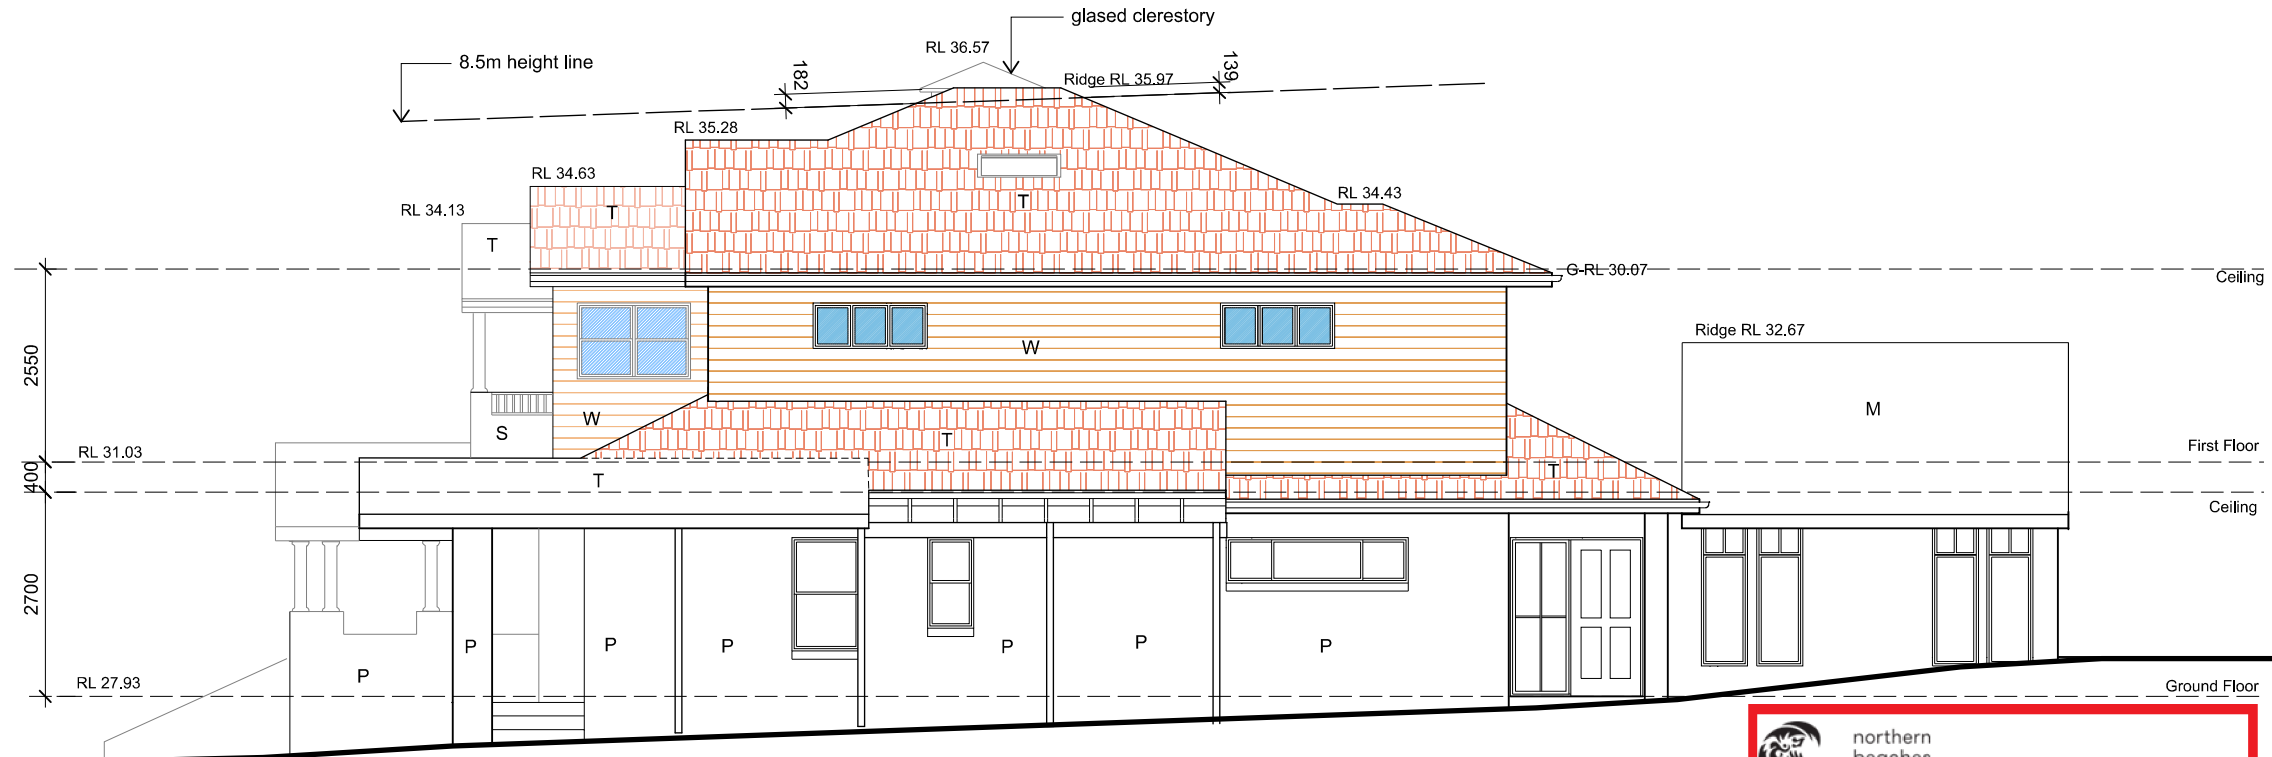 glased clerestory
RL 36.57
8.5m height line
182
Ridge RL 35.97
139
RL 35.28
RL 34.63
T
T
RL 34.43
RL 34.13
T
G-RL 30.07
Ceiling
Ridge RL 32.67
2550
W
M
W
S
T
First Floor
RL 31.03
400
T
T
Ceiling
2700
P
P
P
P
P
P
P
RL 27.93
Ground Floor
northern
beaches